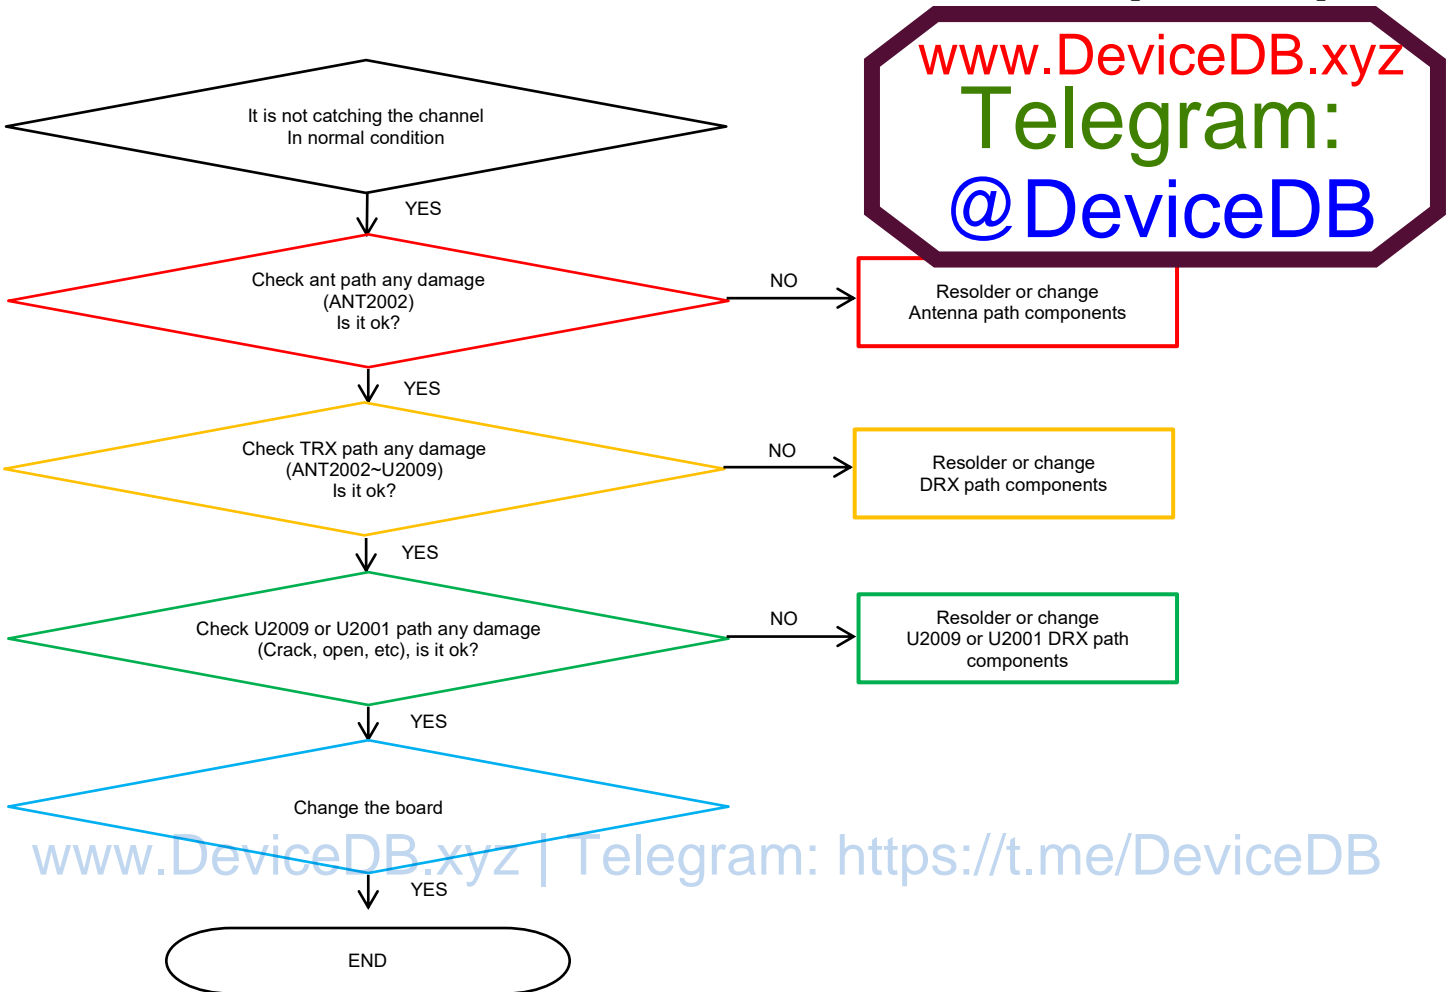 www.DeviceDB.xyz
Telegram:
@DeviceDB
It is not catching the channel
In normal condition
YES
Check ant path any damage
(ANT2002)
Is it ok?
NO
Resolder or change
Antenna path components
YES
Check TRX path any damage
(ANT2002~U2009)
Is it ok?
NO
Resolder or change
DRX path components
YES
Check U2009 or U2001 path any damage
(Crack, open, etc), is it ok?
NO
Resolder or change
U2009 or U2001 DRX path
components
YES
Change the board
www.DeviceDB.xyz | Telegram: https://t.me/DeviceDB
YES
END